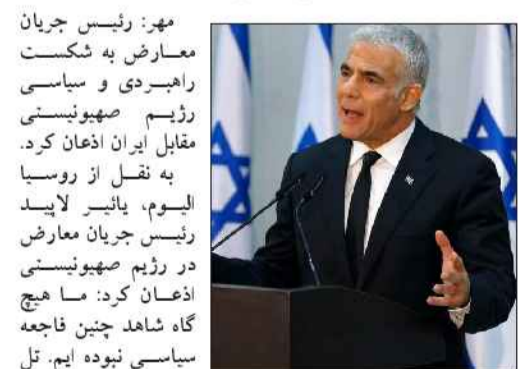 مهر: رئیس جریان
معارض به شکست
راهبردی و سیاسی
رژیم صهیونیستی
مقابل ایران اذعان کرد.
به نقل از روسیا
الیوم، یائیر لاپید
رئیس جریان معارض
در رژیم صهیونیستی
اذعان کرد: ما هیچ
گاه شاهد چنین فاجعه
سیاسی نبوده ایم. تل